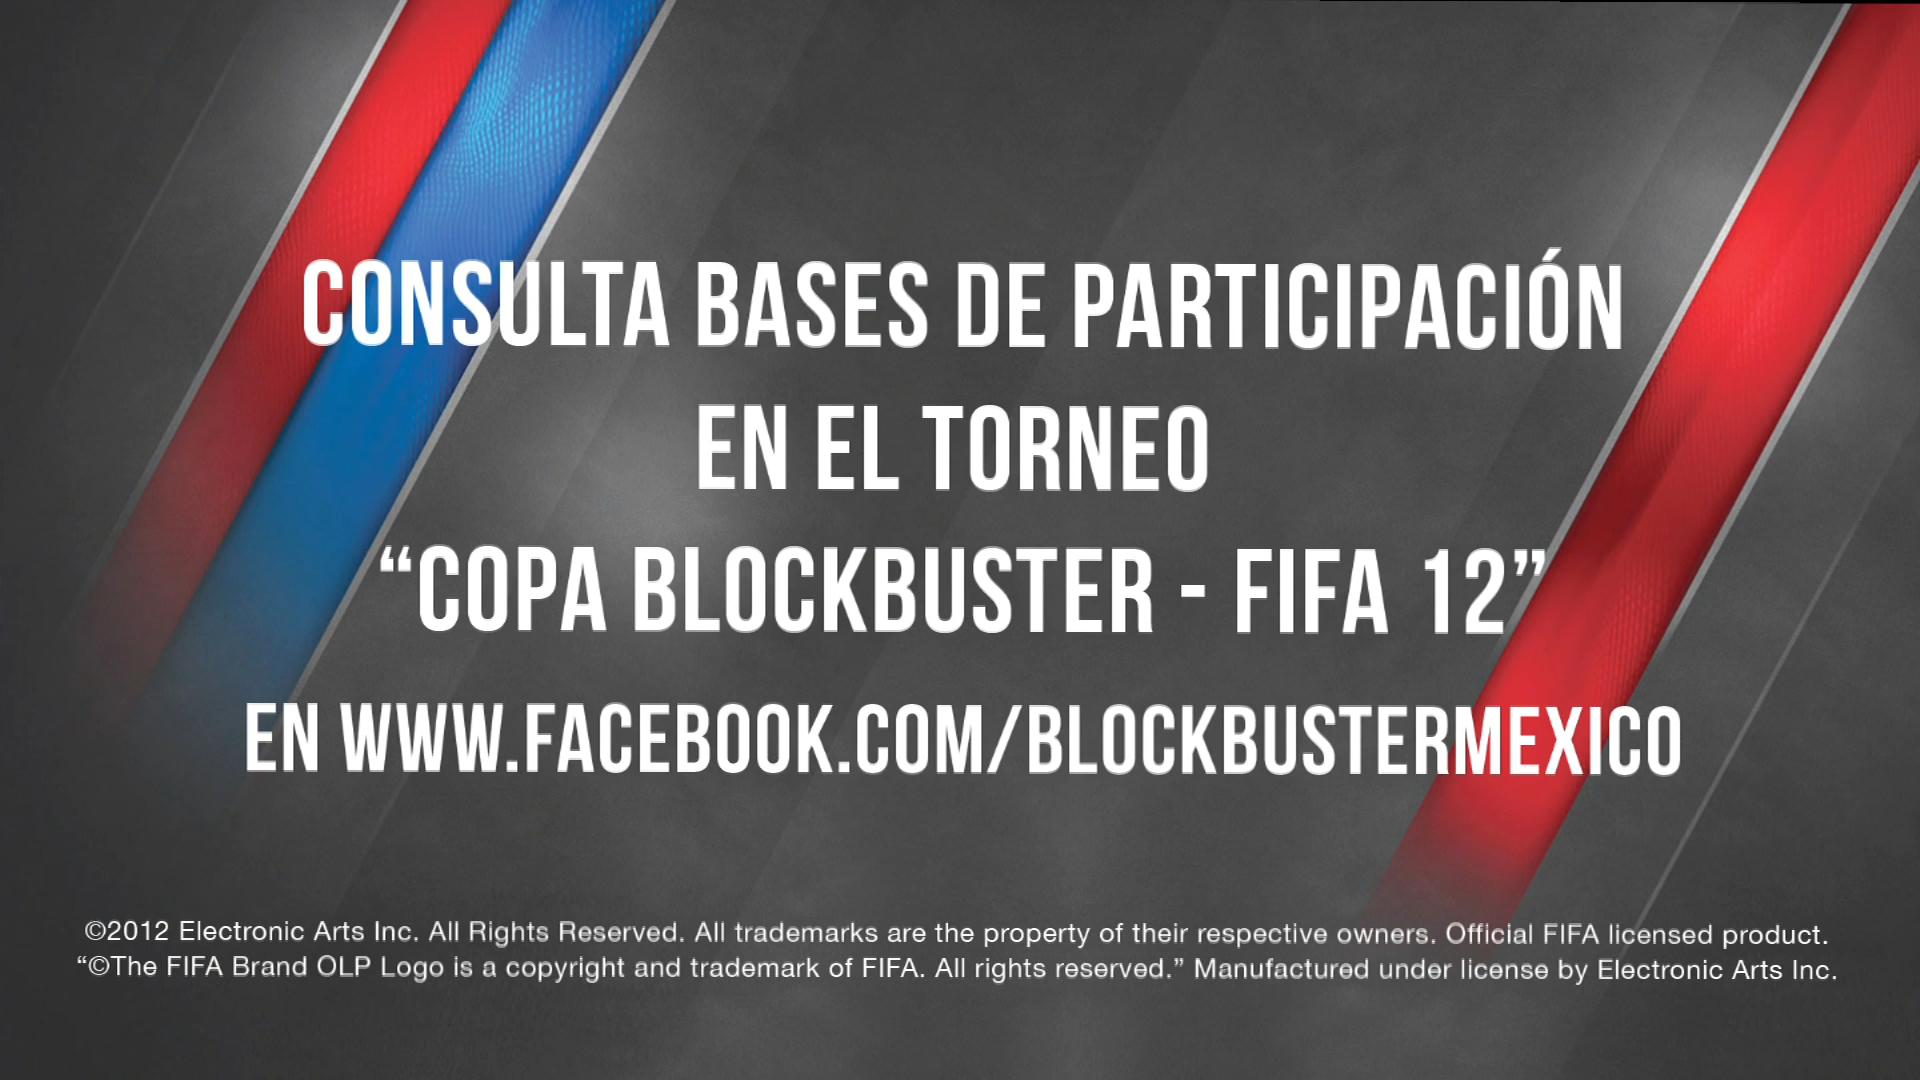 CONSULTA BASES DE PARTICIPACIÓN
EN EL TORNEO
“COPA BLOCKBUSTER - FIFA 12”
EN WWW.FACEBOOK.COM/BLOCKBUSTERMEXICO
©2012 Electronic Arts Inc. All Rights Reserved. All trademarks are the property of their respective owners. Official FIFA licensed product.
“©The FIFA Brand OLP Logo is a copyright and trademark of FIFA. All rights reserved.” Manufactured under license by Electronic Arts Inc.